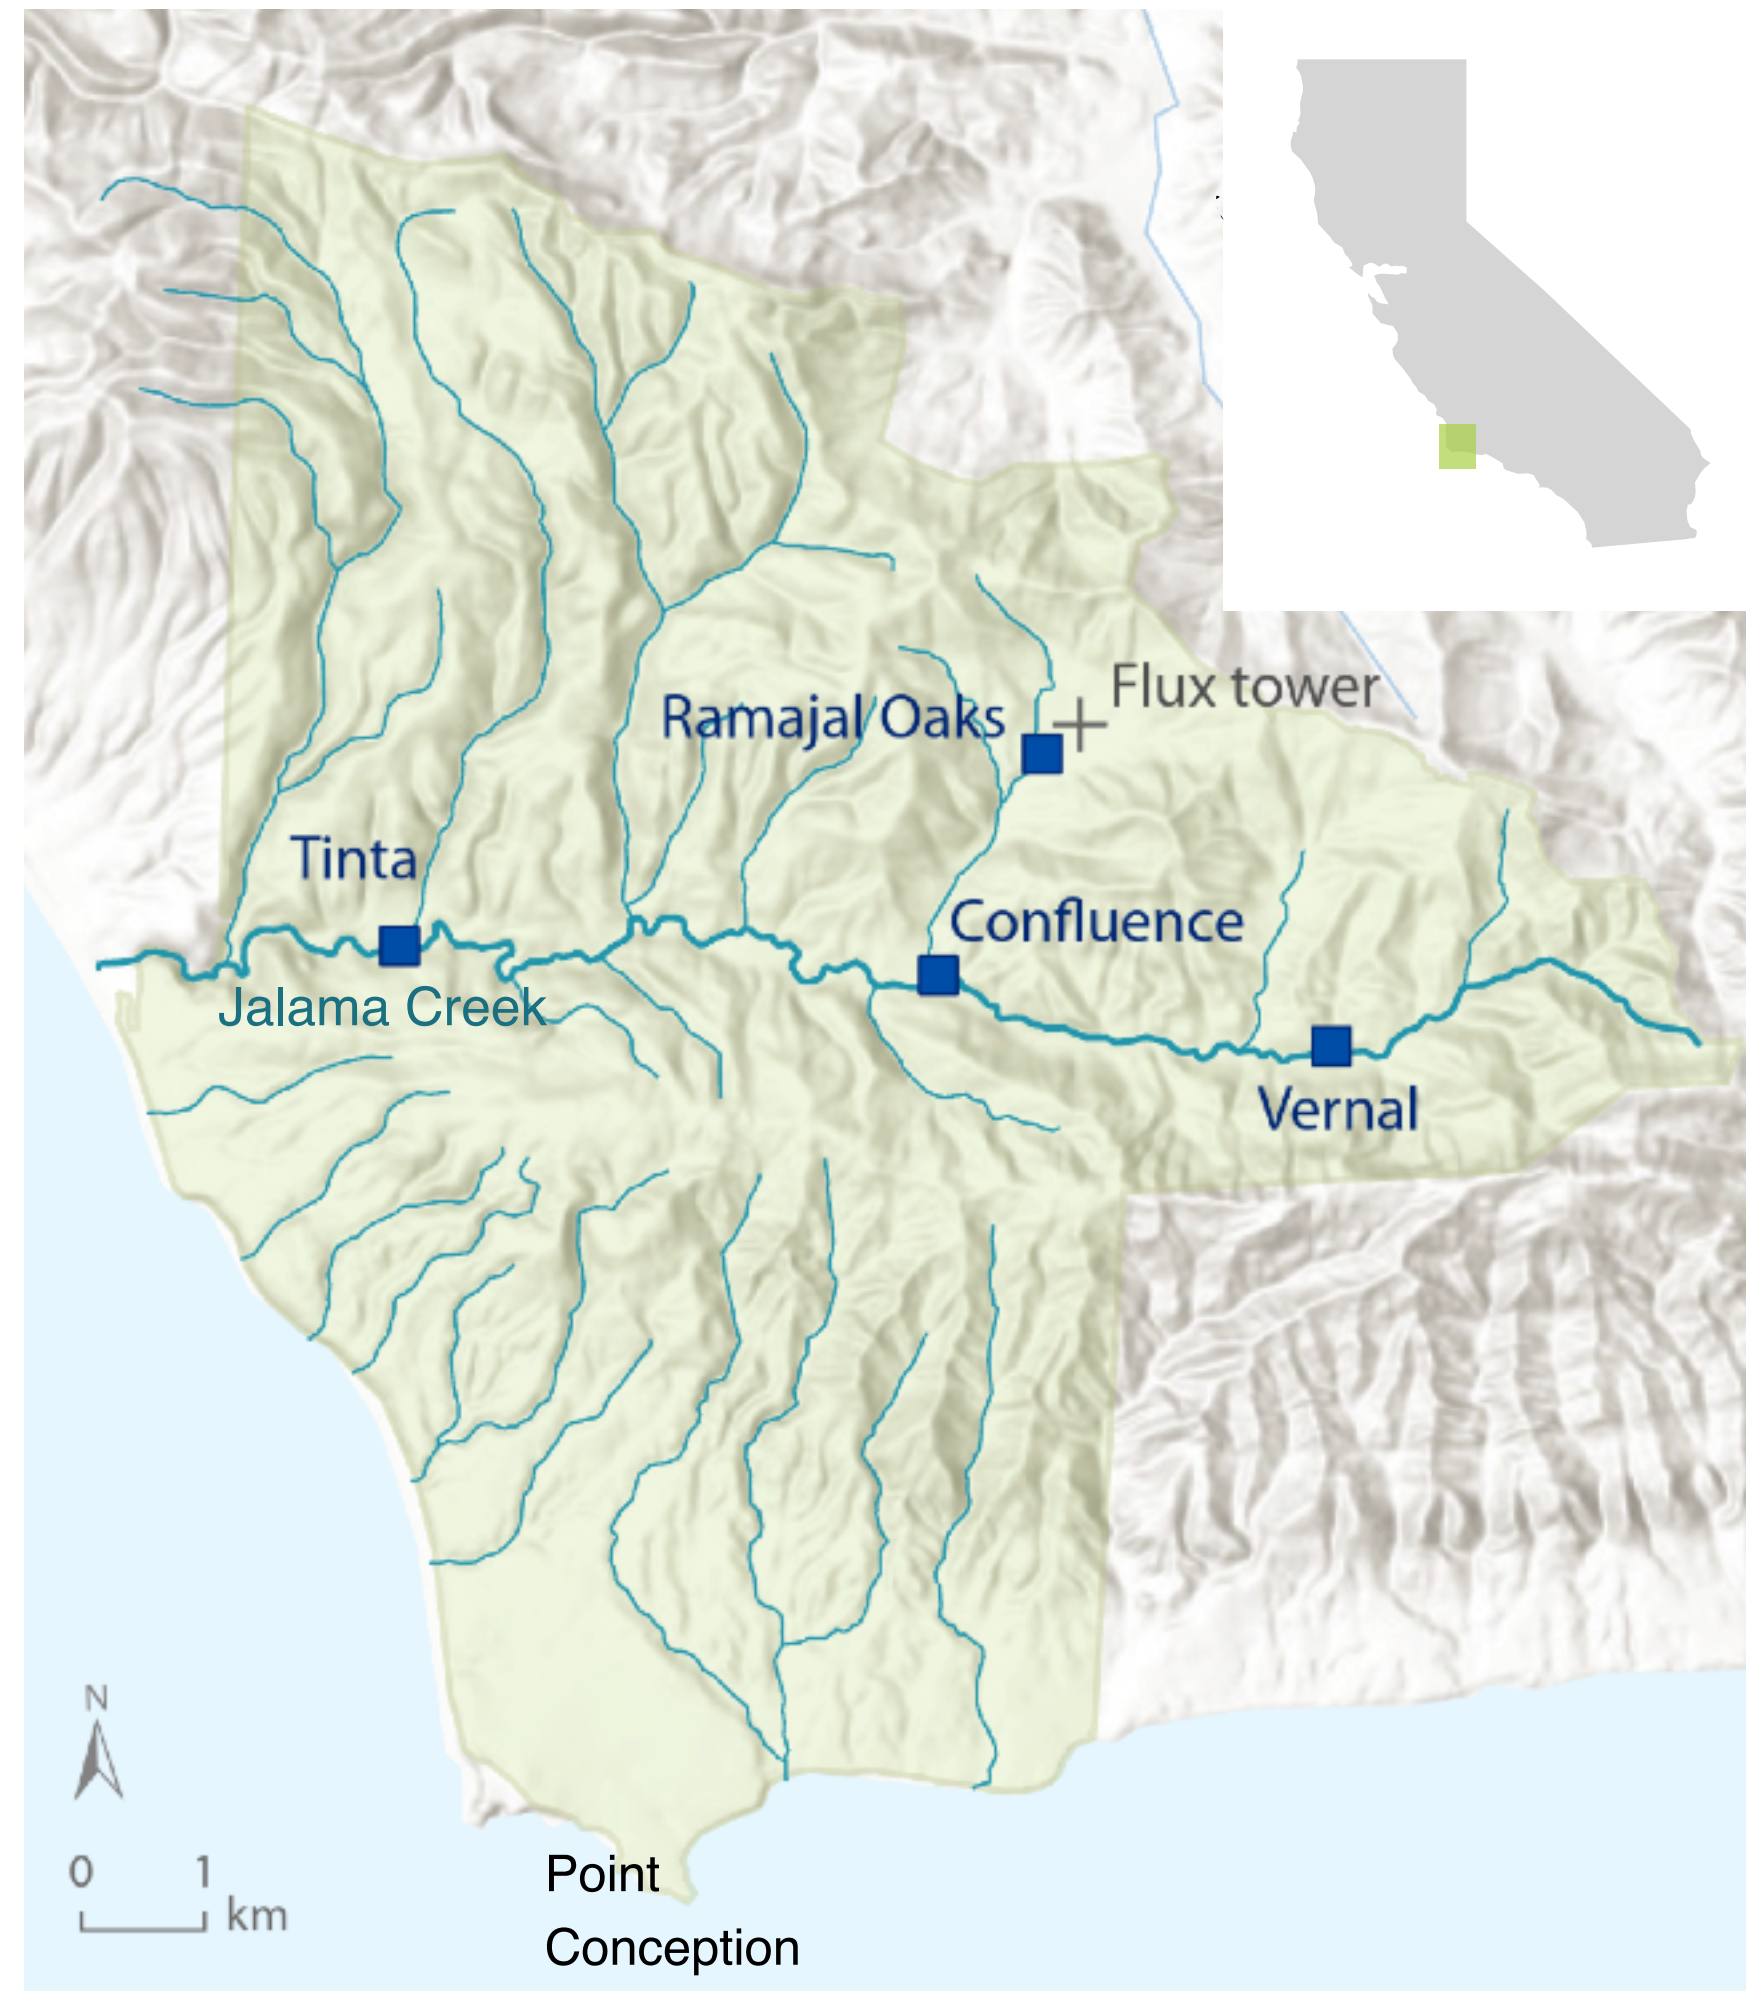 Flux tower
Ramajal Oaks
Tinta
Confluence
Jalama Creek
Vernal
N
0 1
km
Point
Conception